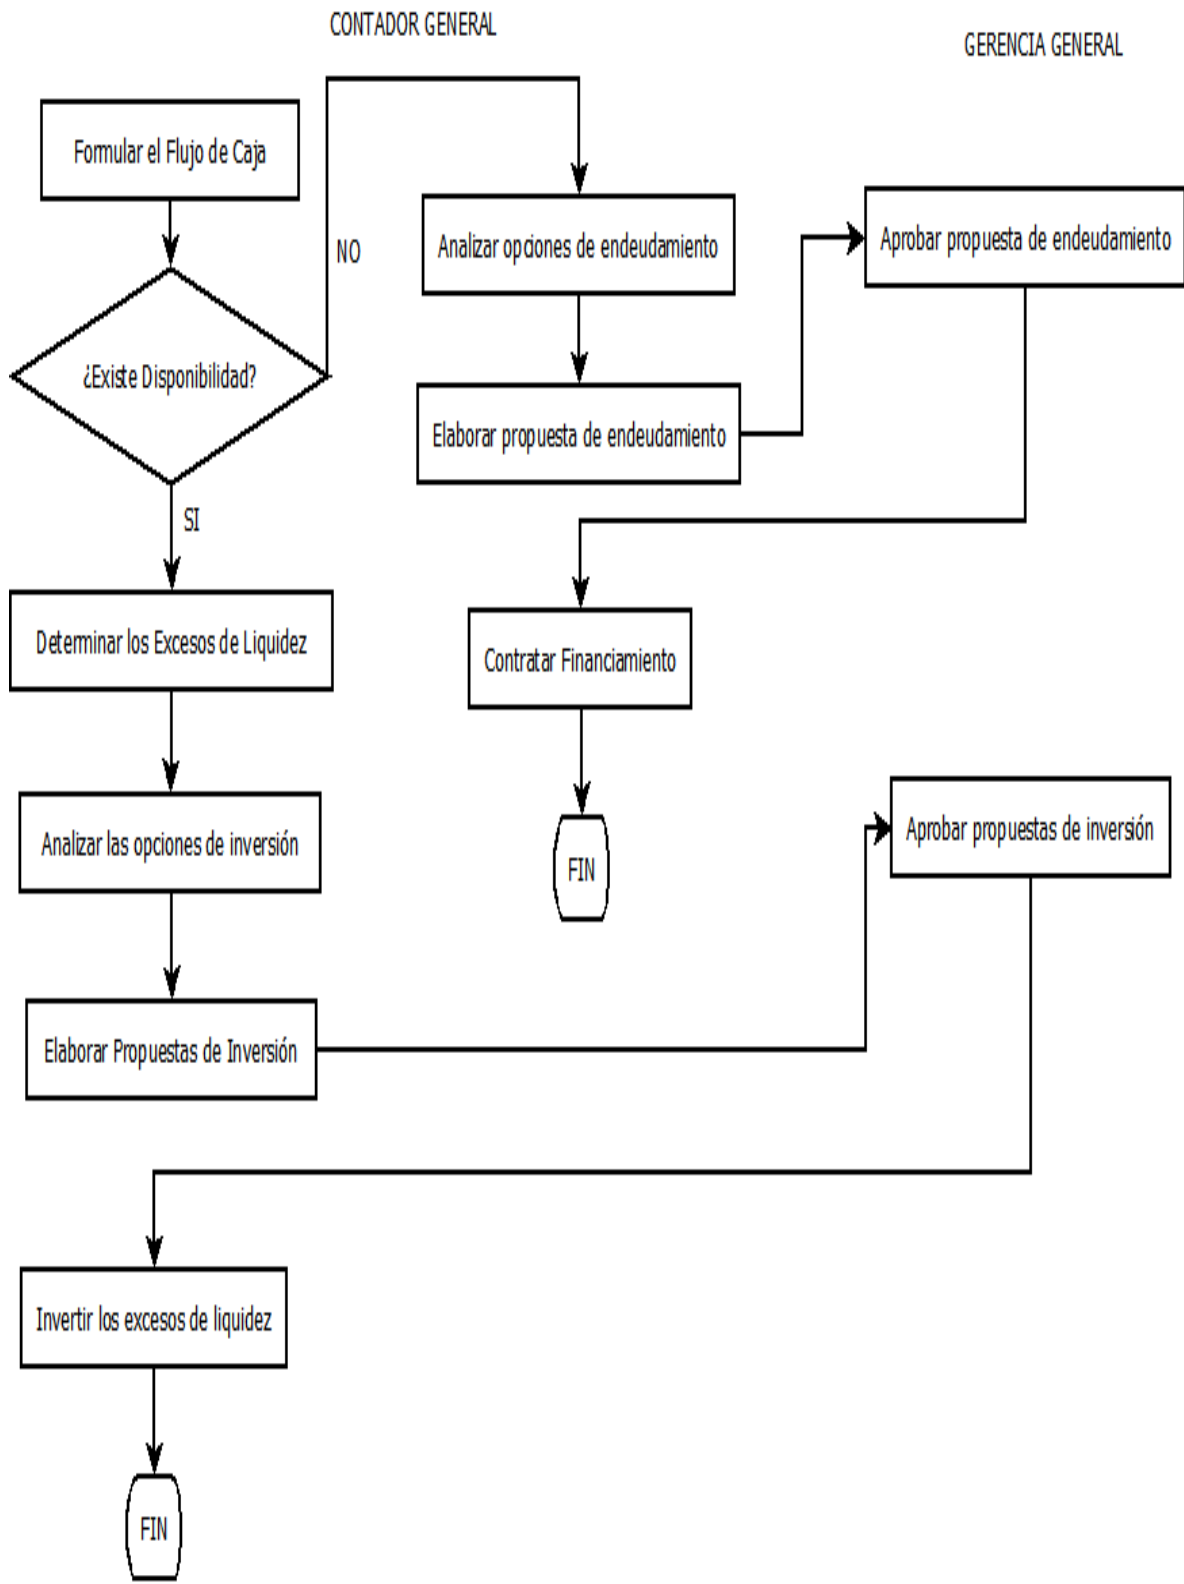 CONTADOR GENERAL
GERENCIA GENERAL
Formular el Flujo de Caja
NO
Analizar opciones de endeudamiento
Aprobar propuesta de endeudamiento
¿Existe Disponibilidad?
Elaborar propuesta de endeudamiento
SI
Determinar los Excesos de Liquidez
Contratar Financiamiento
Analizar las opciones de inversión
FIN
Aprobar propuestas de inversión
Elaborar Propuestas de Inversión
Invertir los excesos de liquidez
FIN